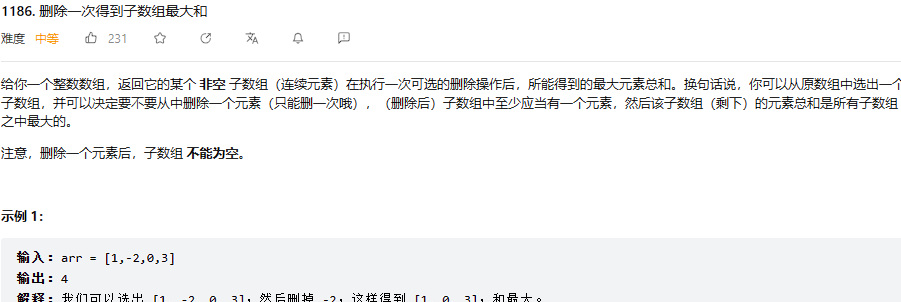 1186. 删除一次得到子数组最大和
难度 中等 231
给你一个整数数组，返回它的某个 非空 子数组（连续元素）在执行一次可选的删除操作后，所能得到的最大元素总和。换句话说，你可以从原数组中选出一个
子数组，并可以决定要不要从中删除一个元素（只能删一次哦），（删除后）子数组中至少应当有一个元素，然后该子数组（剩下）的元素总和是所有子数组
之中最大的。
注意，删除一个元素后，子数组 不能为空。
示例 1：
输入：arr = [1,-2,0,3]
输出：4
解释：我们可以选出 [1, -2, 0, 3]，然后删掉 -2，这样得到 [1, 0, 3]，和最大。